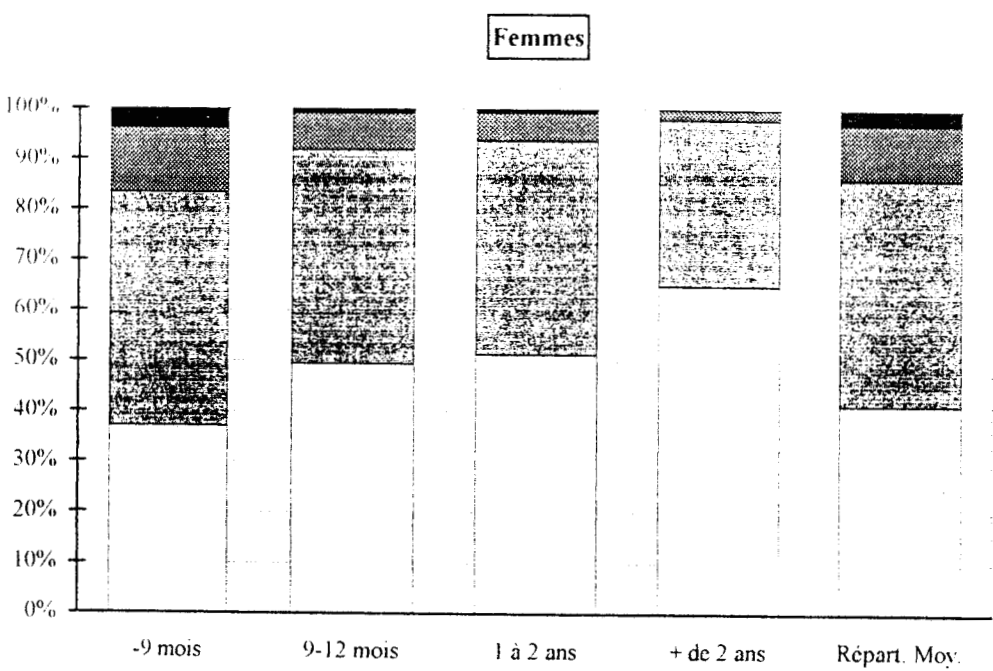 Femmes
100%
90%
80%
70%
60%
50%
40%
30%
20%
10%
0%
-9 mois
9-12 mois
1 à 2 ans
+ de 2 ans
Répart. Moy.